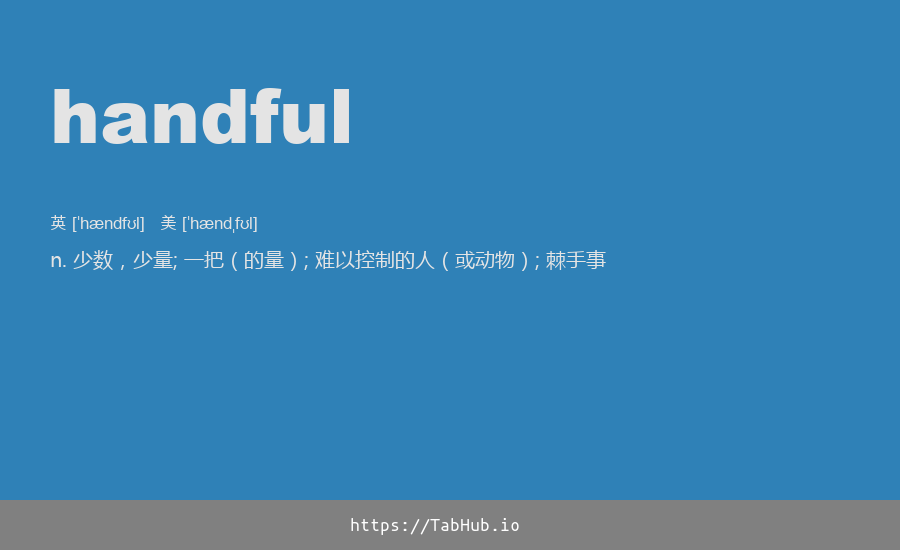 handful
英 [ˈhændfʊl] 美 [ˈhændˌfʊl]
n. 少数，少量; 一把（的量）; 难以控制的人（或动物）; 棘手事
https://TabHub.io